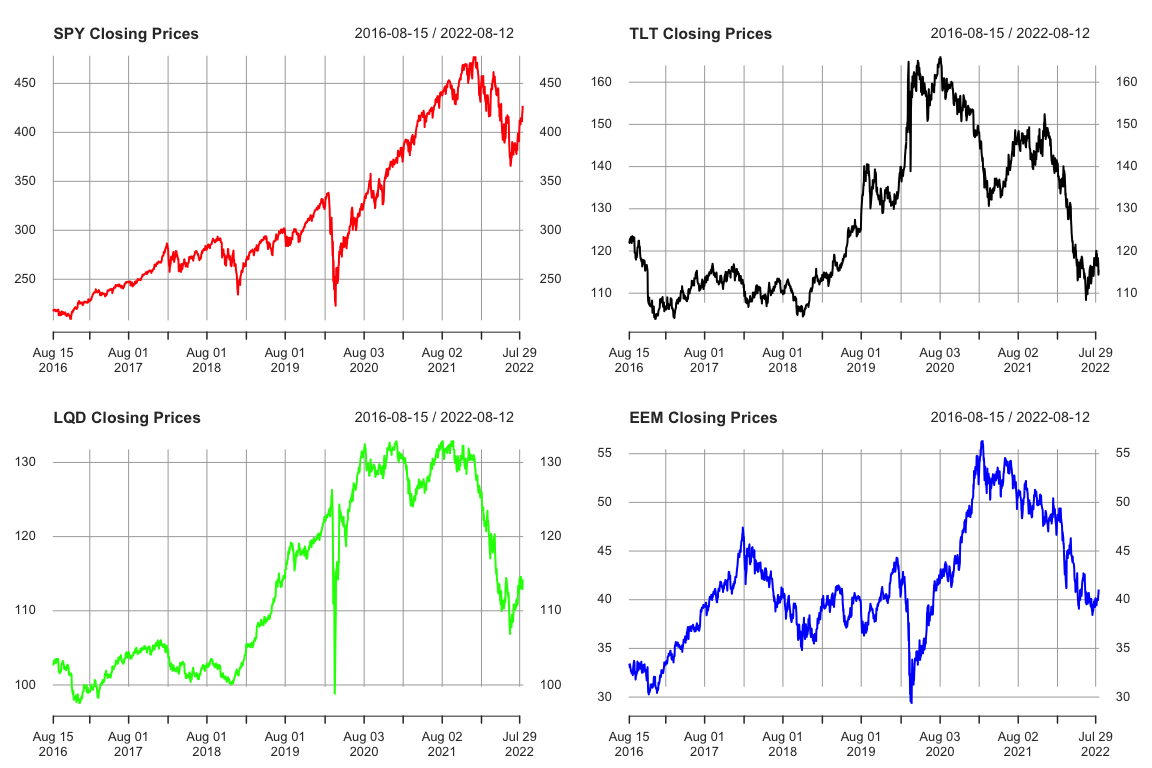 SPY Closing Prices 2016-08-15 / 2022-08-12
450 450
400 400
350 350
300 300
250 250
Aug 15 Aug 01 Aug 01 Aug 01 Aug 03 Aug 02 Jul 29
2016 2017 2018 2019 2020 2021 2022
TLT Closing Prices 2016-08-15 / 2022-08-12
160 160
150 150
140 140
130 130
120 120
110 110
Aug 15 Aug 01 Aug 01 Aug 01 Aug 03 Aug 02 Jul 29
2016 2017 2018 2019 2020 2021 2022
LQD Closing Prices 2016-08-15 / 2022-08-12
130 130
120 120
110 110
100 100
Aug 15 Aug 01 Aug 01 Aug 01 Aug 03 Aug 02 Jul 29
2016 2017 2018 2019 2020 2021 2022
EEM Closing Prices 2016-08-15 / 2022-08-12
55 55
50 50
45 45
40 40
35 35
30 30
Aug 15 Aug 01 Aug 01 Aug 01 Aug 03 Aug 02 Jul 29
2016 2017 2018 2019 2020 2021 2022